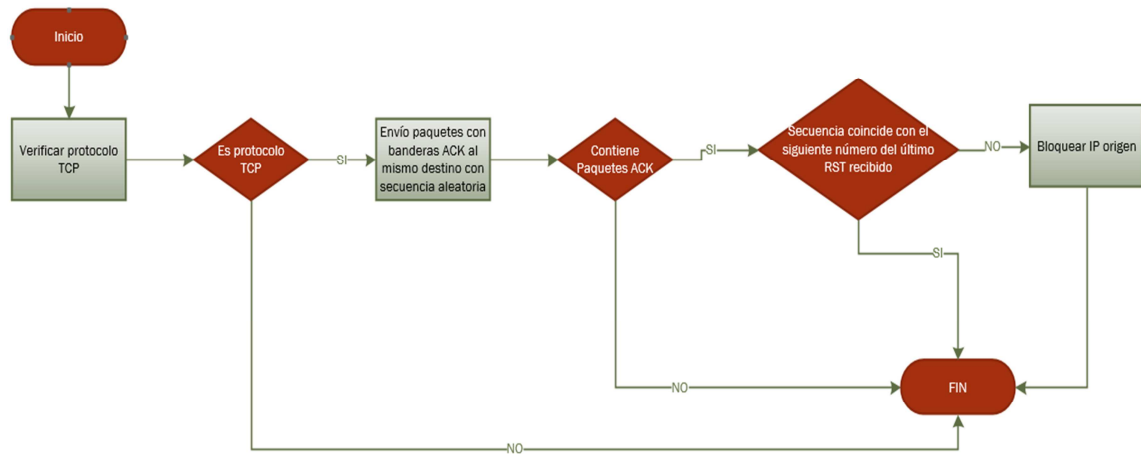 Inicio
Verificar protocolo
TCP
Es protocolo
TCP
SI
Envío paquetes con
banderas ACK al
mismo destino con
secuencia aleatoria
Contiene
Paquetes ACK
SI
Secuencia coincide con el
siguiente número del último
RST recibido
NO
Bloquear IP origen
SI
NO
FIN
NO